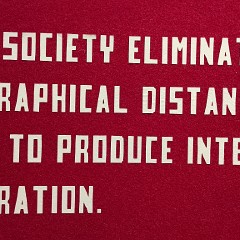 SOCIETY ELIMINAT
RAPHICAL DISTAN
TO PRODUCE INTE
RATION.